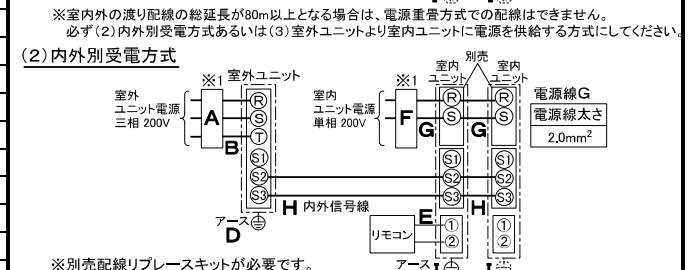 ※室内外の渡り配線の総延長が80m以上となる場合は、電源重畳方式での配線はできません。
必ず(2)内外別受電方式あるいは(3)室外ユニットより室内ユニットに電源を供給する方式にしてください。
(2)内外別受電方式
※1 室外ユニット
室外
ユニット電源
三相 200V
A
B
R
S
T
S1
S2
S3
アース
D
H 内外信号線
※1
室内
ユニット電源
単相 200V
F
G
G
別売
室内
ユニット
室内
ユニット
R
S
S1
S2
S3
R
S
S1
S2
S3
H
リモコン
E
①
②
①
②
アース
電源線G
電源線太さ
2.0mm²
※別売配線リプレースキットが必要です。